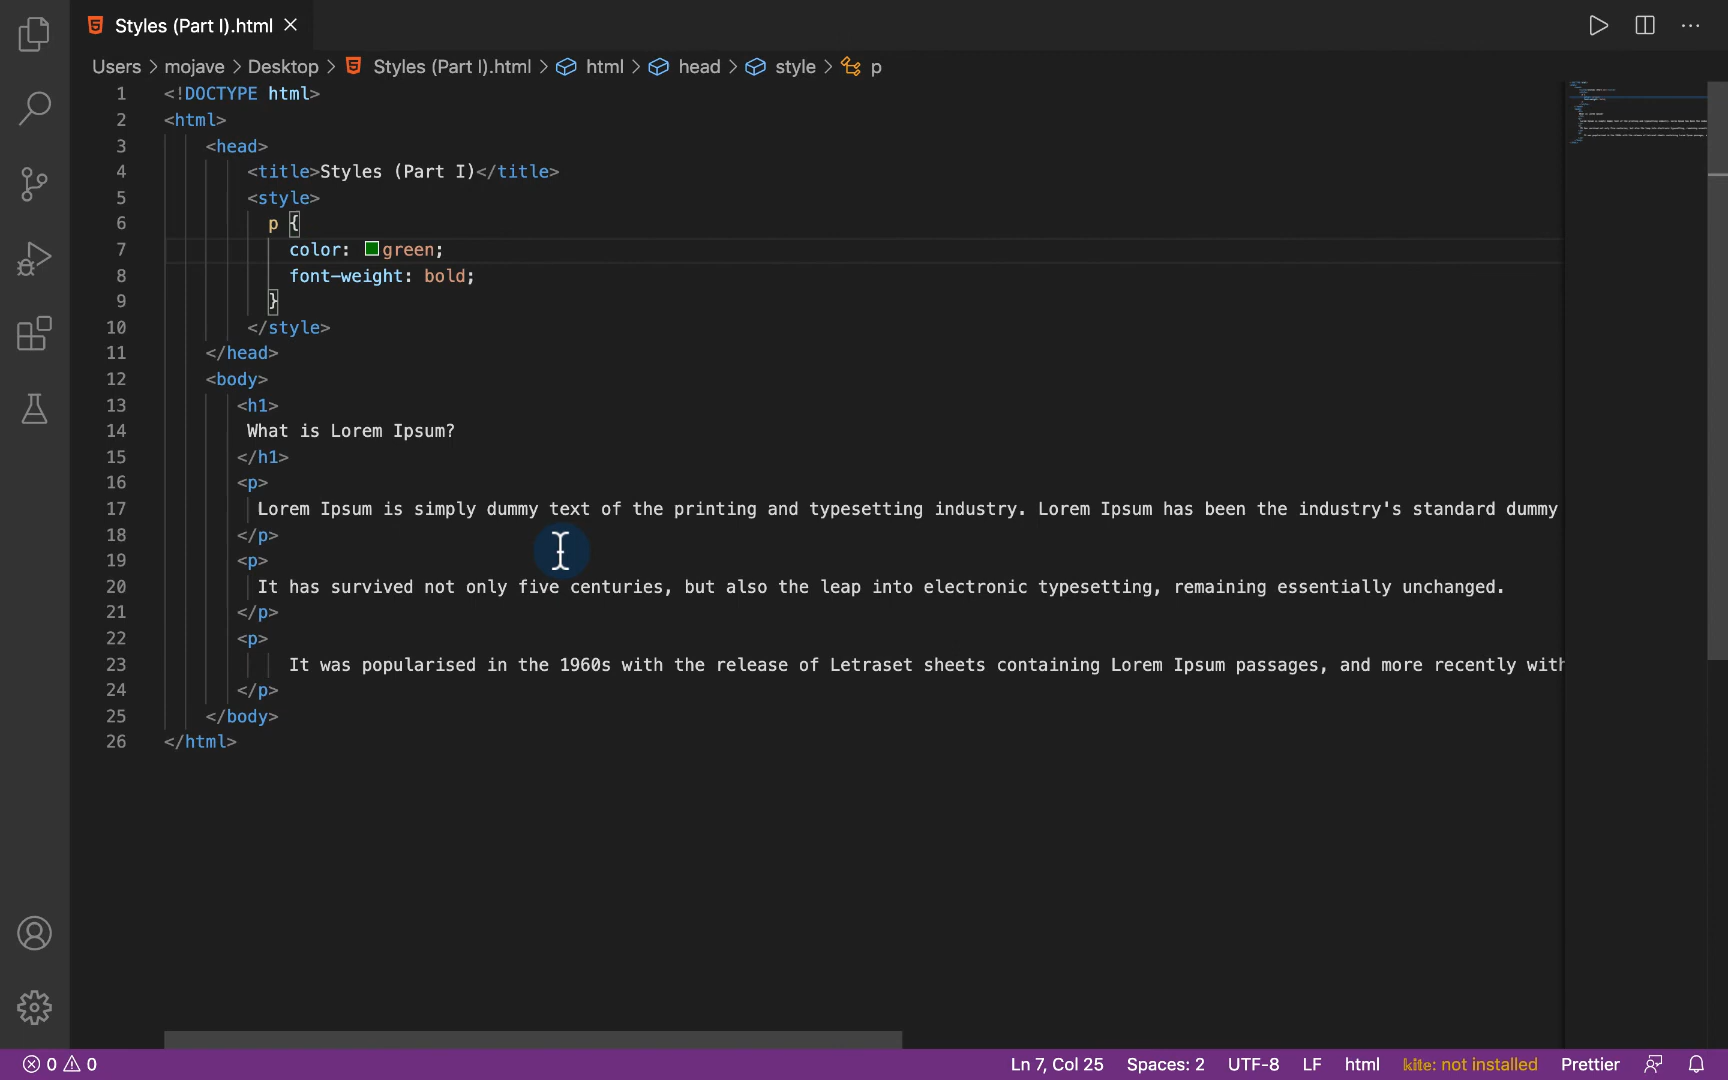 Styles (Part I).html
Users > mojave > Desktop > Styles (Part I).html > html > head > style > p
1 <!DOCTYPE html>
2 <html>
3 <head>
4 <title>Styles (Part I)</title>
5 <style>
6 p {
7 color: green;
8 font-weight: bold;
9 }
10 </style>
11 </head>
12 <body>
13 <h1>
14 What is Lorem Ipsum?
15 </h1>
16 <p>
17 Lorem Ipsum is simply dummy text of the printing and typesetting industry. Lorem Ipsum has been the industry's standard dummy
18 </p>
19 <p>
20 It has survived not only five centuries, but also the leap into electronic typesetting, remaining essentially unchanged.
21 </p>
22 <p>
23 It was popularised in the 1960s with the release of Letraset sheets containing Lorem Ipsum passages, and more recently with
24 </p>
25 </body>
26 </html>
0 0 Ln 7, Col 25 Spaces: 2 UTF-8 LF html kite: not installed Prettier